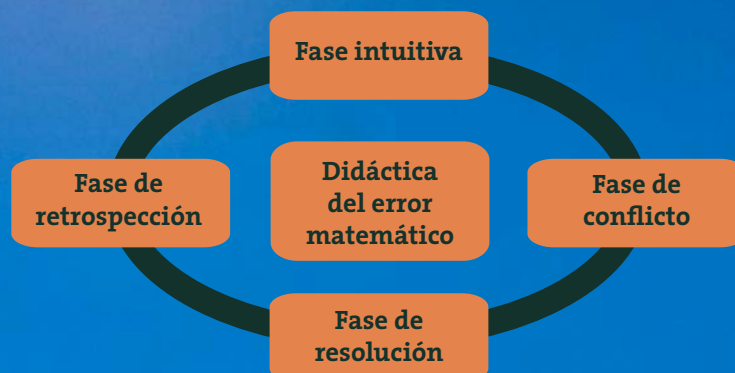 Fase intuitiva
Fase de
retrospección
Didáctica
del error
matemático
Fase de
conflicto
Fase de
resolución